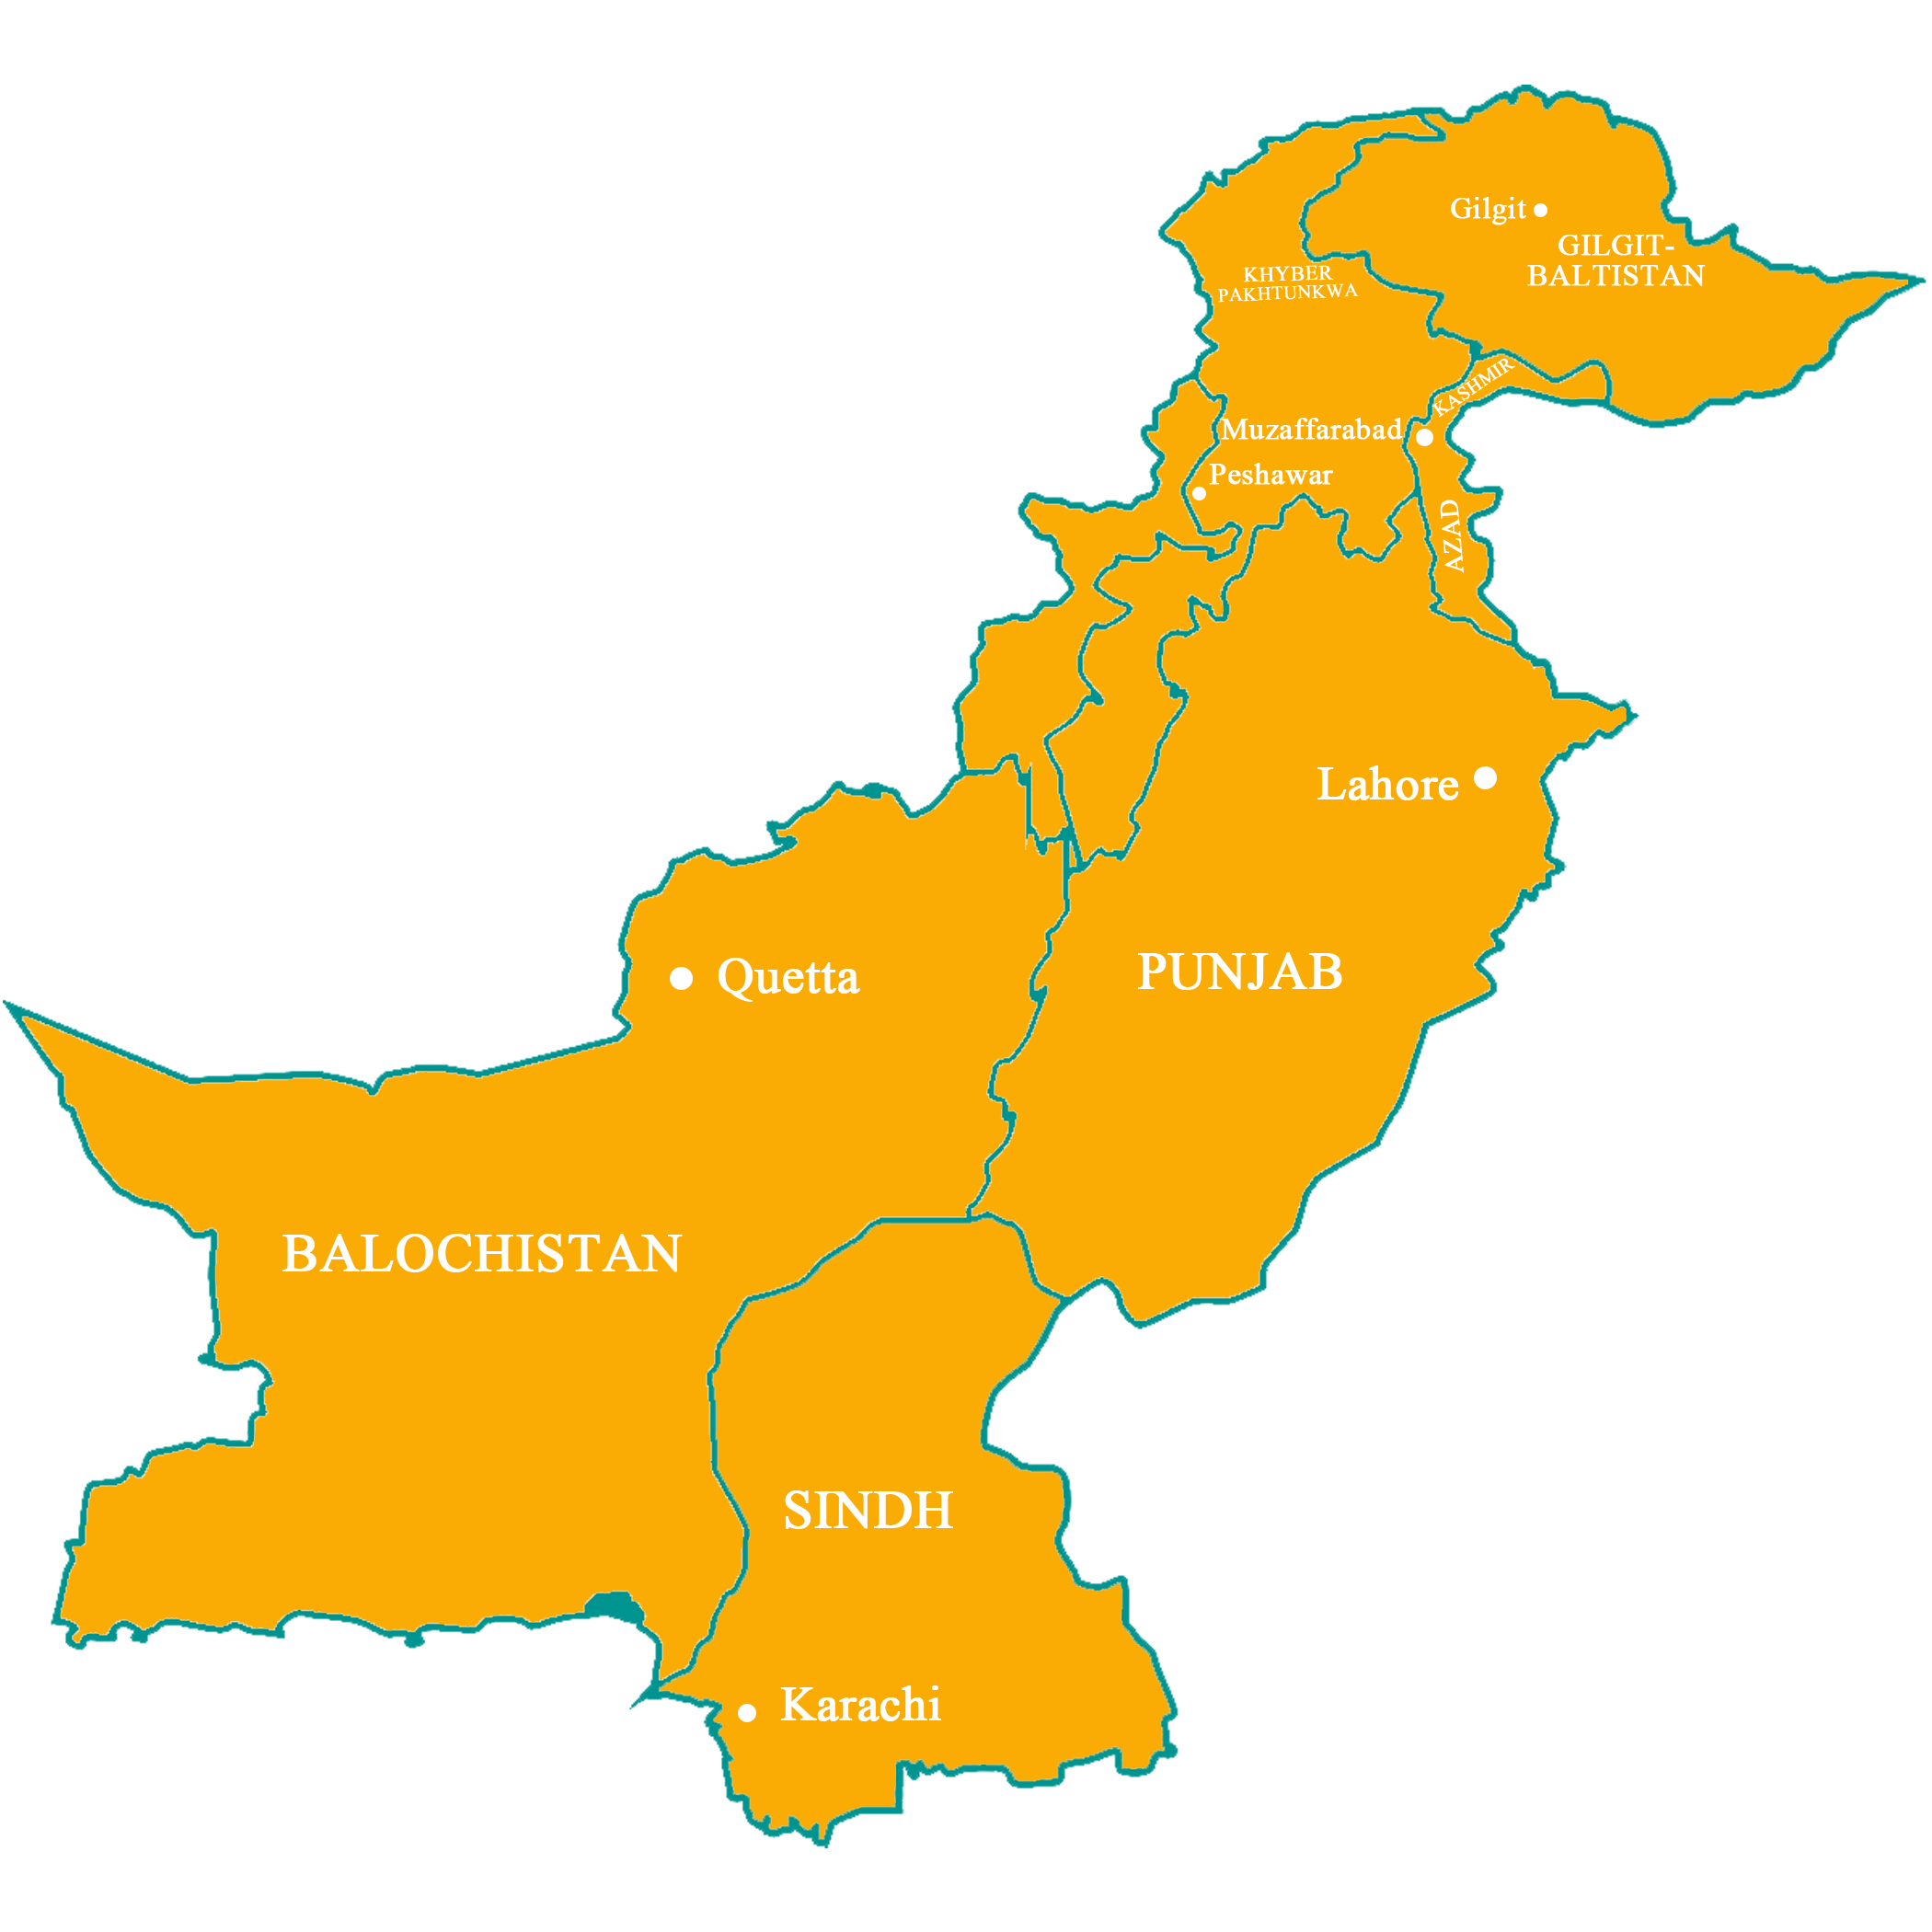 Gilgit
GILGIT-
BALTISTAN
KHYBER
PAKHTUNKWA
KASHMIR
Muzaffarabad
Peshawar
AZAD
Lahore
PUNJAB
Quetta
BALOCHISTAN
SINDH
Karachi